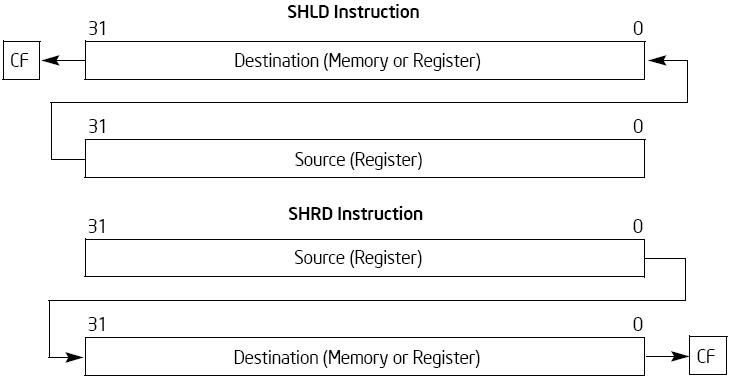 SHLD Instruction
31 0
CF Destination (Memory or Register)
31 0
Source (Register)
SHRD Instruction
31 0
Source (Register)
31 0
Destination (Memory or Register) CF